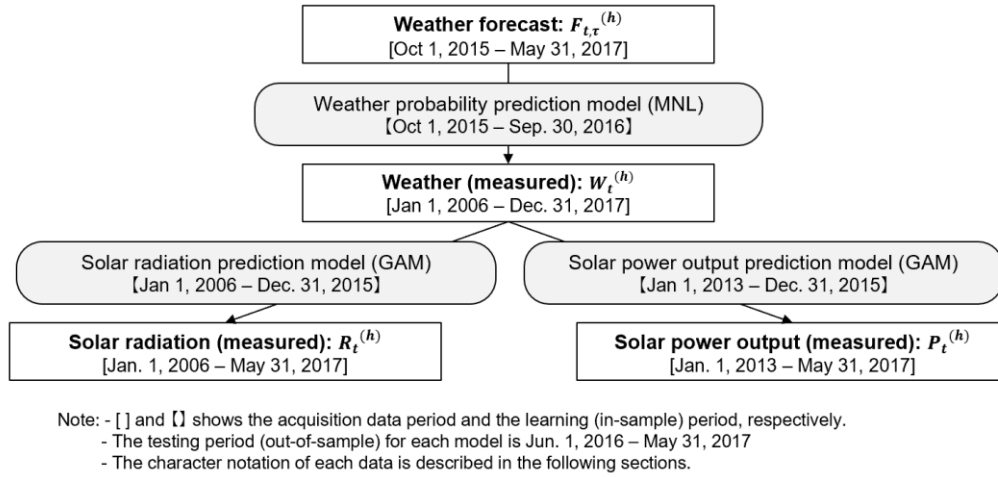 Weather forecast: F_{t,τ}^{(h)}
[Oct 1, 2015 – May 31, 2017]
Weather probability prediction model (MNL)
【Oct 1, 2015 – Sep. 30, 2016】
Weather (measured): W_t^{(h)}
[Jan 1, 2006 – Dec. 31, 2017]
Solar radiation prediction model (GAM)
【Jan 1, 2006 – Dec. 31, 2015】
Solar power output prediction model (GAM)
【Jan 1, 2013 – Dec. 31, 2015】
Solar radiation (measured): R_t^{(h)}
[Jan. 1, 2006 – May 31, 2017]
Solar power output (measured): P_t^{(h)}
[Jan. 1, 2013 – May 31, 2017]
Note: - [ ] and 【】 shows the acquisition data period and the learning (in-sample) period, respectively.
- The testing period (out-of-sample) for each model is Jun. 1, 2016 – May 31, 2017
- The character notation of each data is described in the following sections.